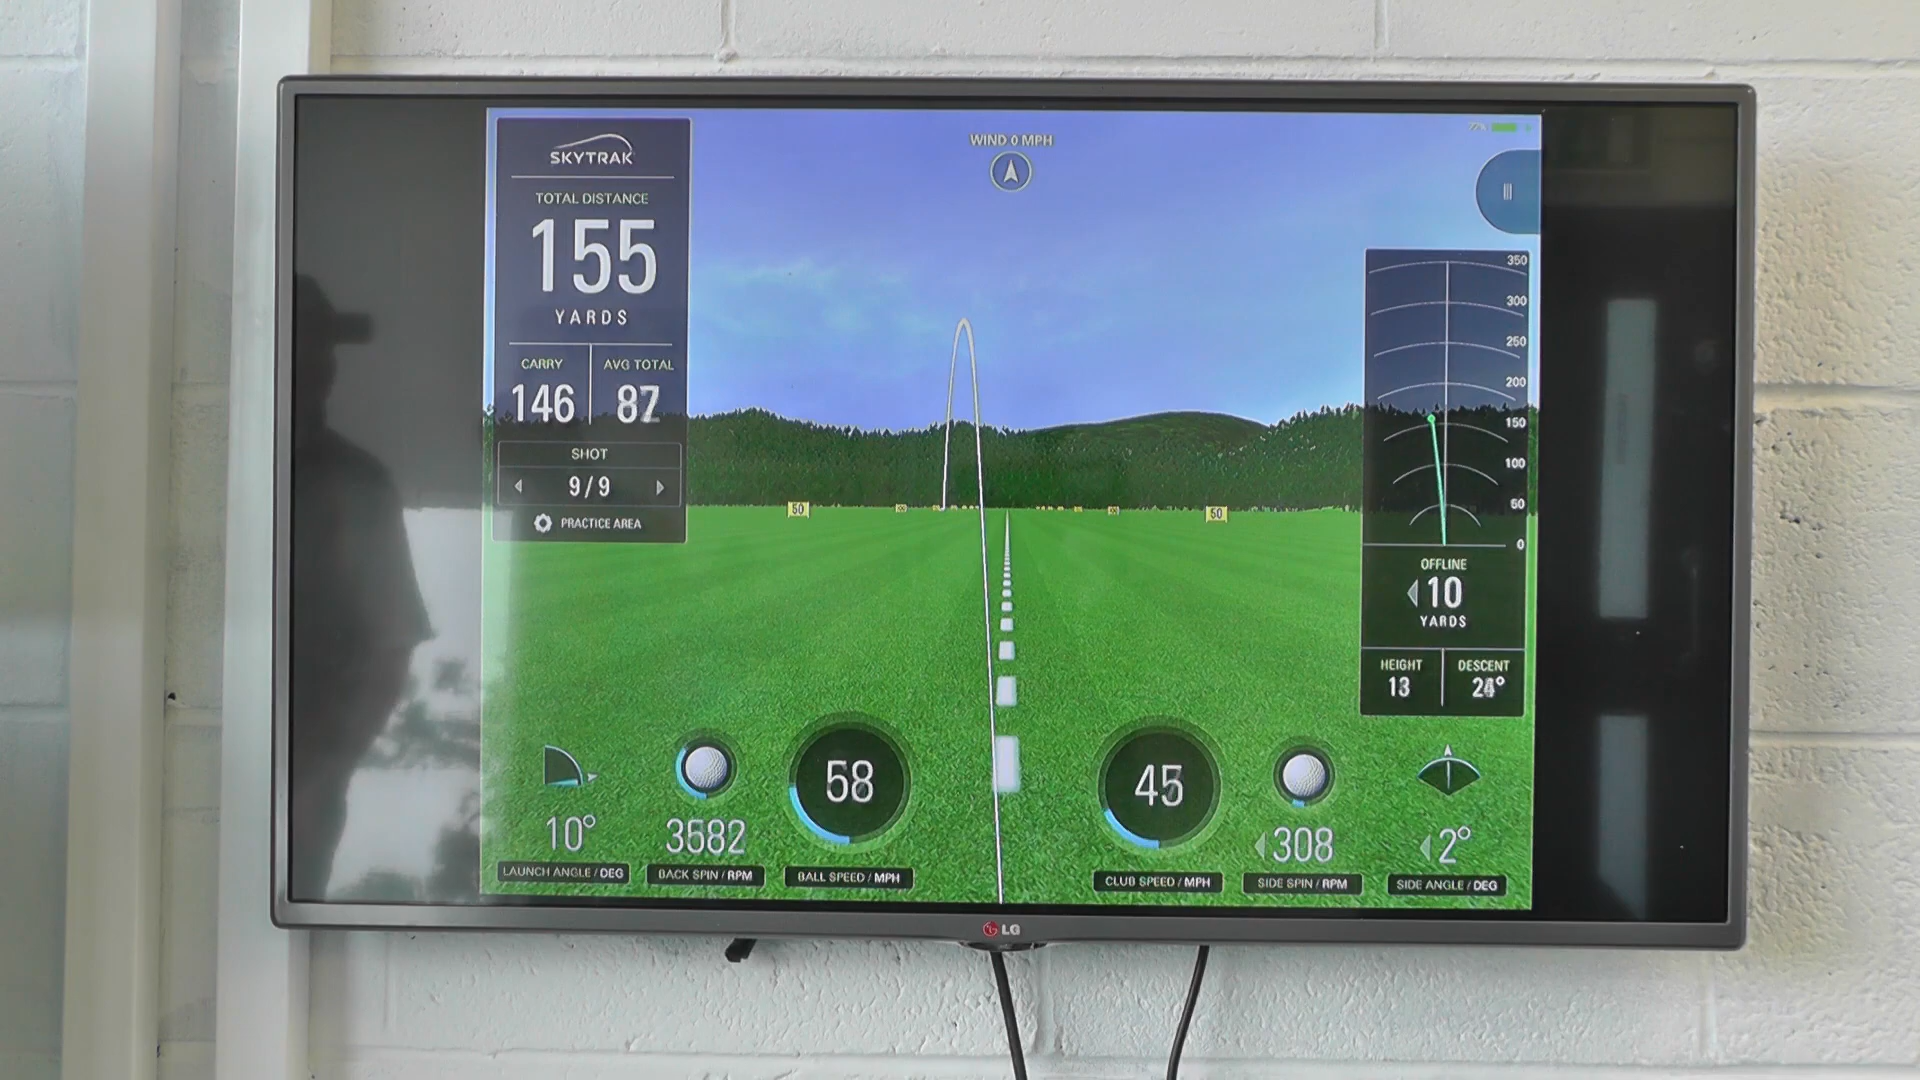 SKYTRAK
TOTAL DISTANCE
155
YARDS
CARRY AVG TOTAL
146 87
SHOT
9/9
PRACTICE AREA
WIND 0 MPH
50
50
350
300
250
200
150
100
50
0
OFFLINE
10
YARDS
HEIGHT DESCENT
13 24°
10° 3582 58 45 308 2°
LAUNCH ANGLE / DEG BACK SPIN / RPM BALL SPEED / MPH CLUB SPEED / MPH SIDE SPIN / RPM SIDE ANGLE / DEG
LG